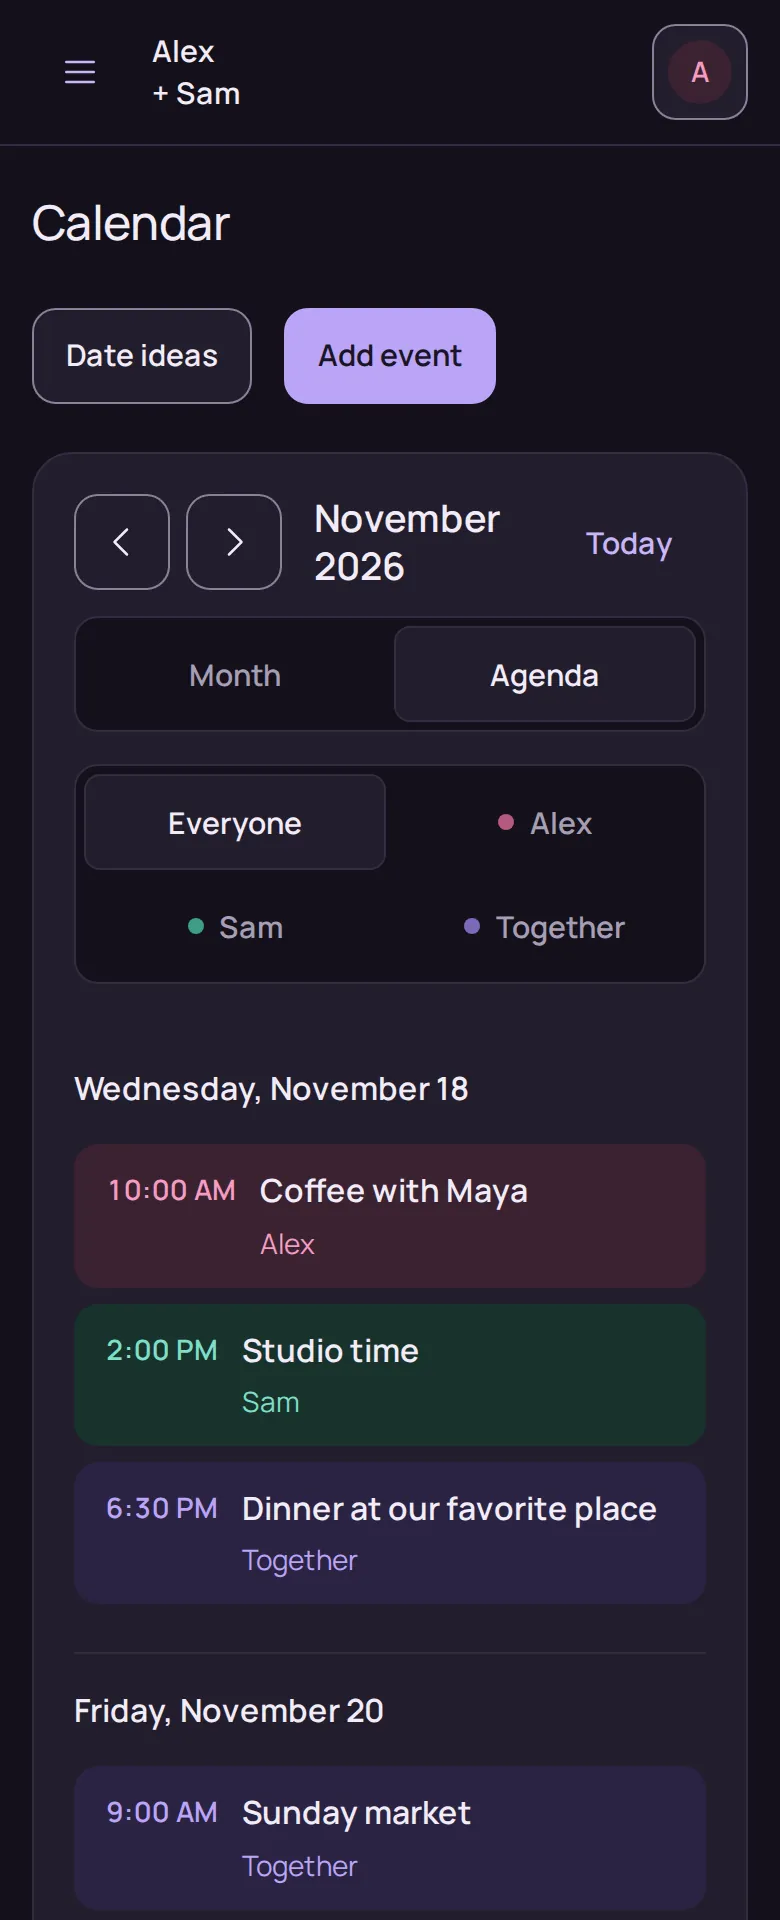 Alex
+ Sam
A
Calendar
Date ideas
Add event
November
2026
Today
Month
Agenda
Everyone
Alex
Sam
Together
Wednesday, November 18
10:00 AM
Coffee with Maya
Alex
2:00 PM
Studio time
Sam
6:30 PM
Dinner at our favorite place
Together
Friday, November 20
9:00 AM
Sunday market
Together